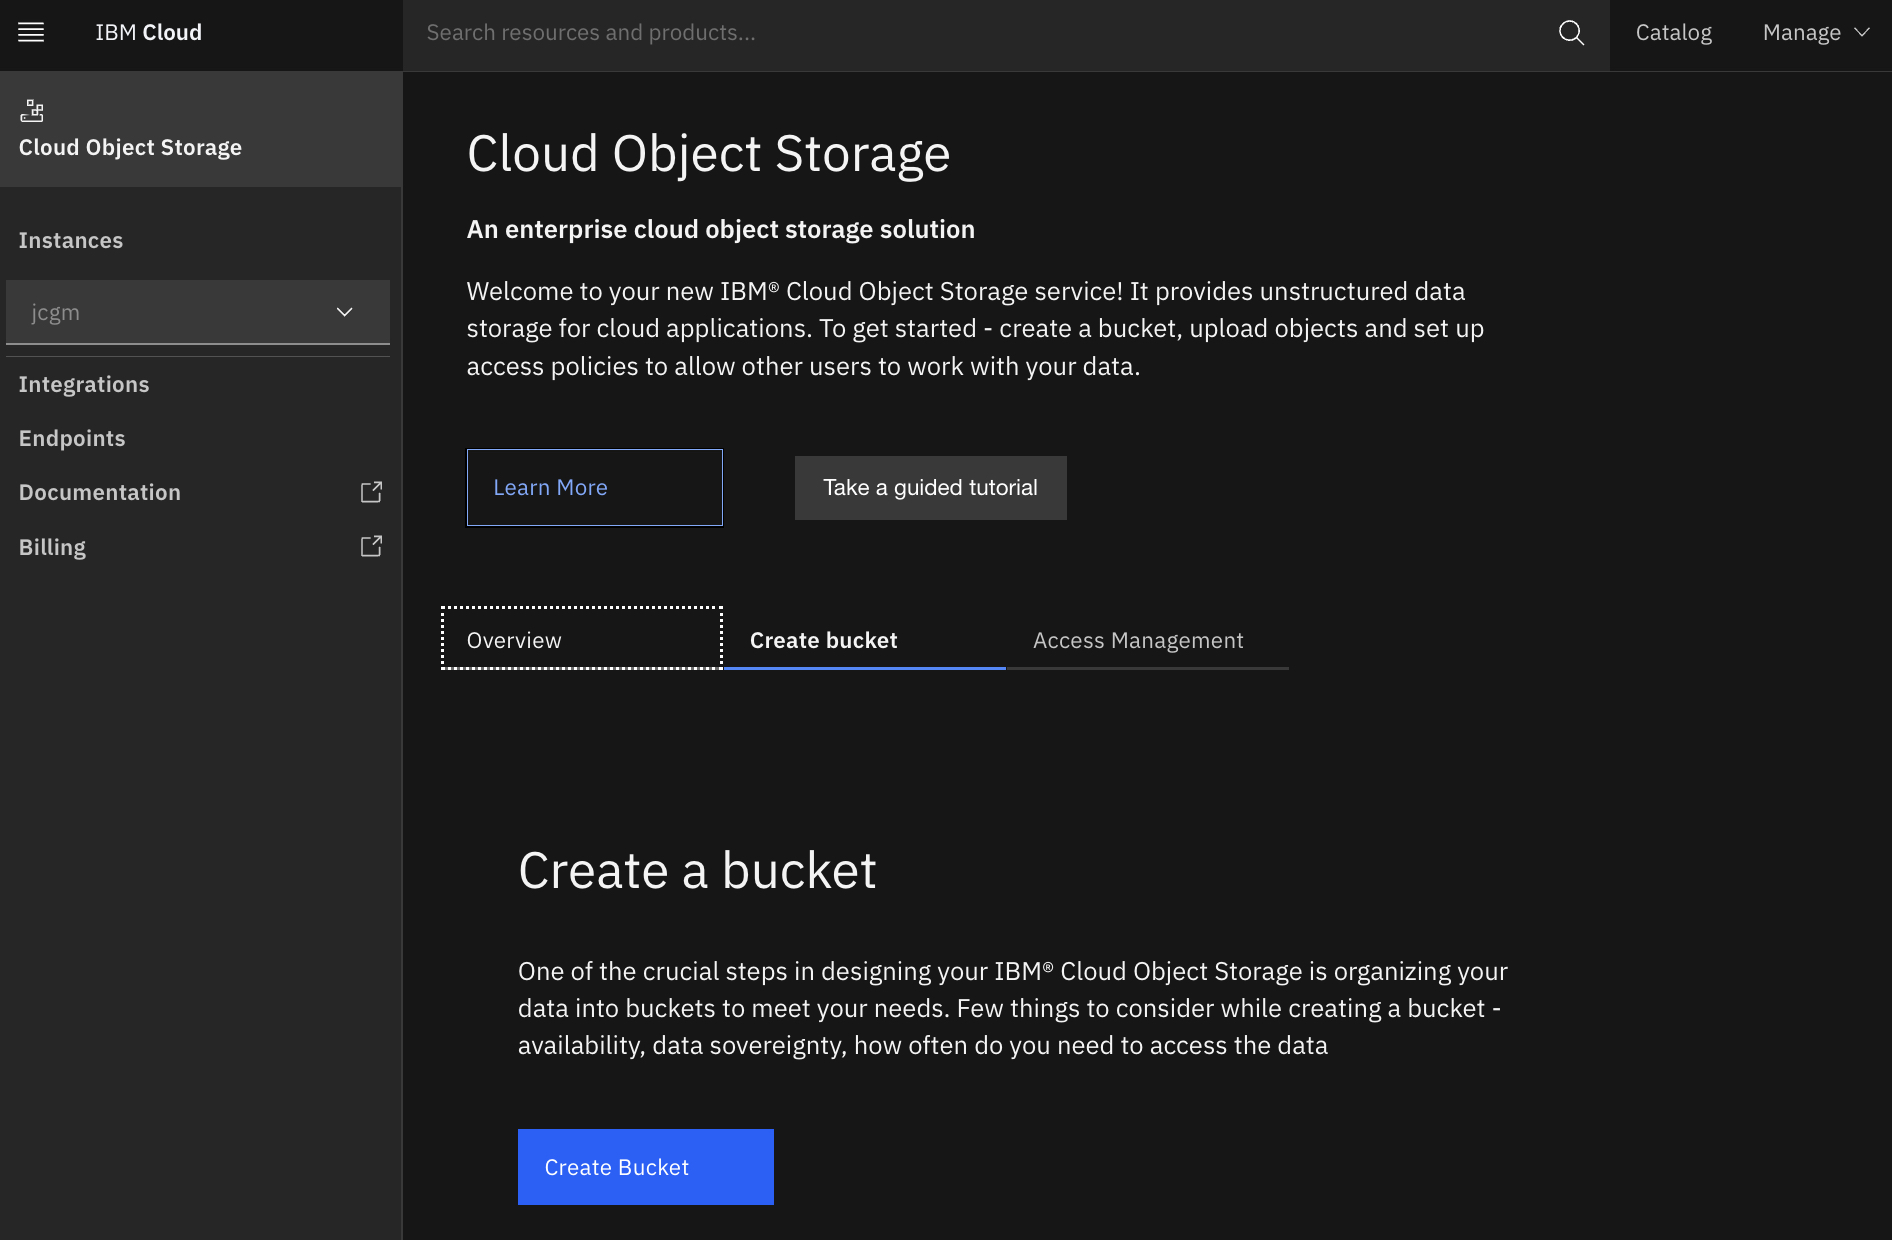 IBM Cloud
Search resources and products...
Catalog
Manage
Cloud Object Storage
Instances
jcgm
Integrations
Endpoints
Documentation
Billing
Cloud Object Storage
An enterprise cloud object storage solution
Welcome to your new IBM® Cloud Object Storage service! It provides unstructured data
storage for cloud applications. To get started - create a bucket, upload objects and set up
access policies to allow other users to work with your data.
Learn More
Take a guided tutorial
Overview
Create bucket
Access Management
Create a bucket
One of the crucial steps in designing your IBM® Cloud Object Storage is organizing your
data into buckets to meet your needs. Few things to consider while creating a bucket -
availability, data sovereignty, how often do you need to access the data
Create Bucket